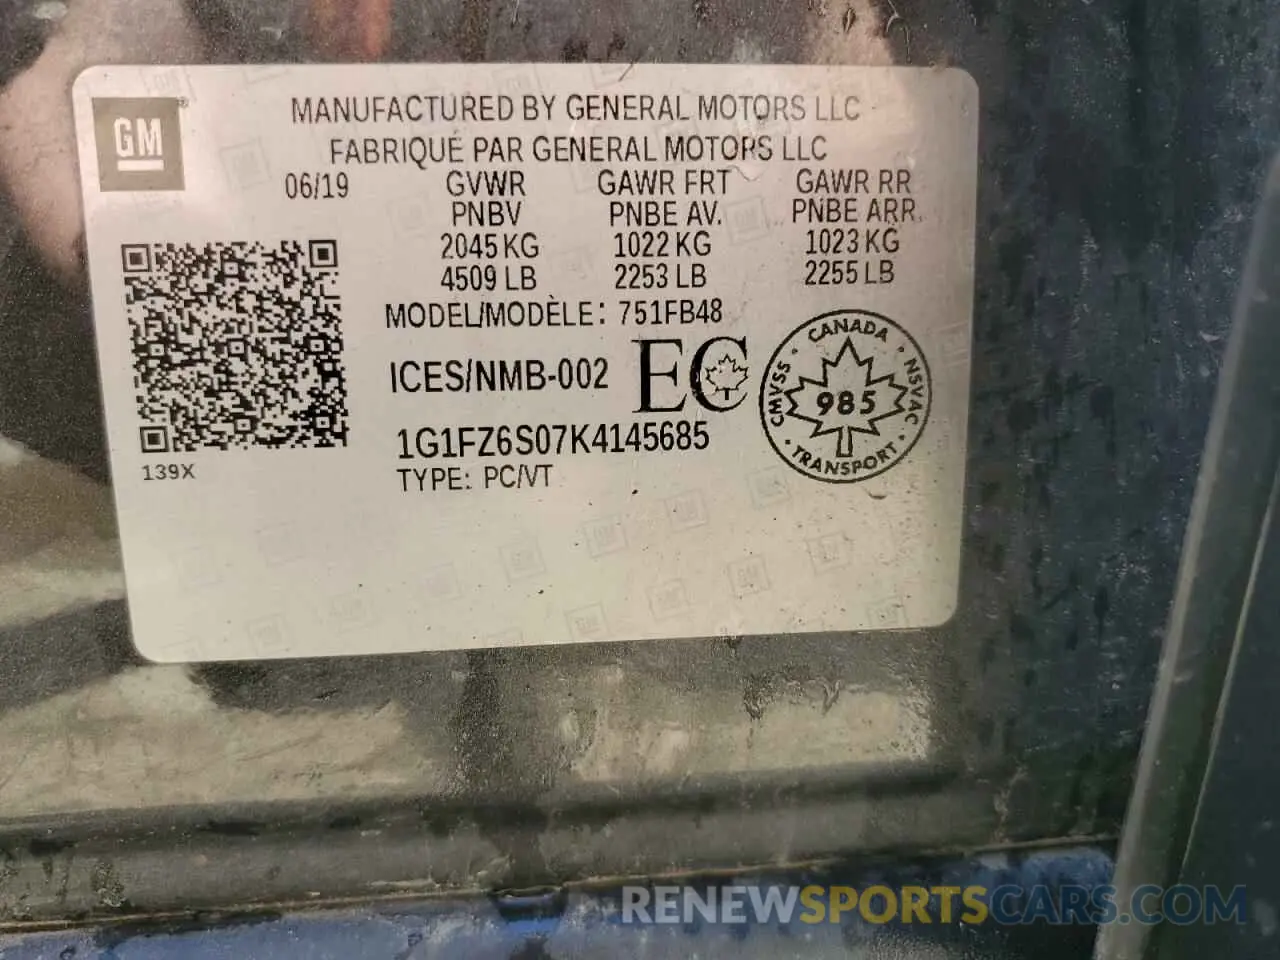 GM
MANUFACTURED BY GENERAL MOTORS LLC
FABRIQUÉ PAR GENERAL MOTORS LLC
06/19 GVWR GAWR FRT GAWR RR
PNBV PNBE AV. PNBE ARR.
2045 KG 1022 KG 1023 KG
4509 LB 2253 LB 2255 LB
MODEL/MODÈLE: 751FB48
ICES/NMB-002 EC
CANADA
CMVSS · 985 · NSVAC
TRANSPORT
1G1FZ6S07K4145685
139X TYPE: PC/VT
RENEWSPORTSCARS.COM